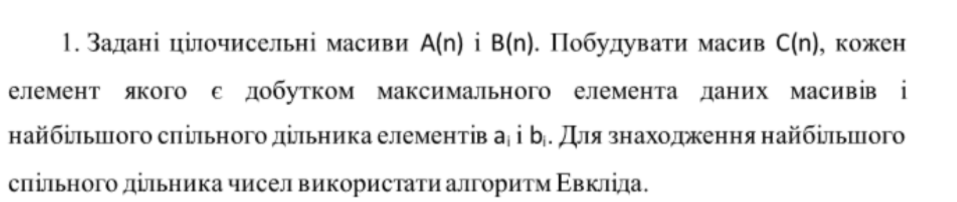 1. Задані цілочисельні масиви A(n) і B(n). Побудувати масив C(n), кожен
елемент якого є добутком максимального елемента даних масивів і
найбільшого спільного дільника елементів aᵢ і bᵢ. Для знаходження найбільшого
спільного дільника чисел використати алгоритм Евкліда.